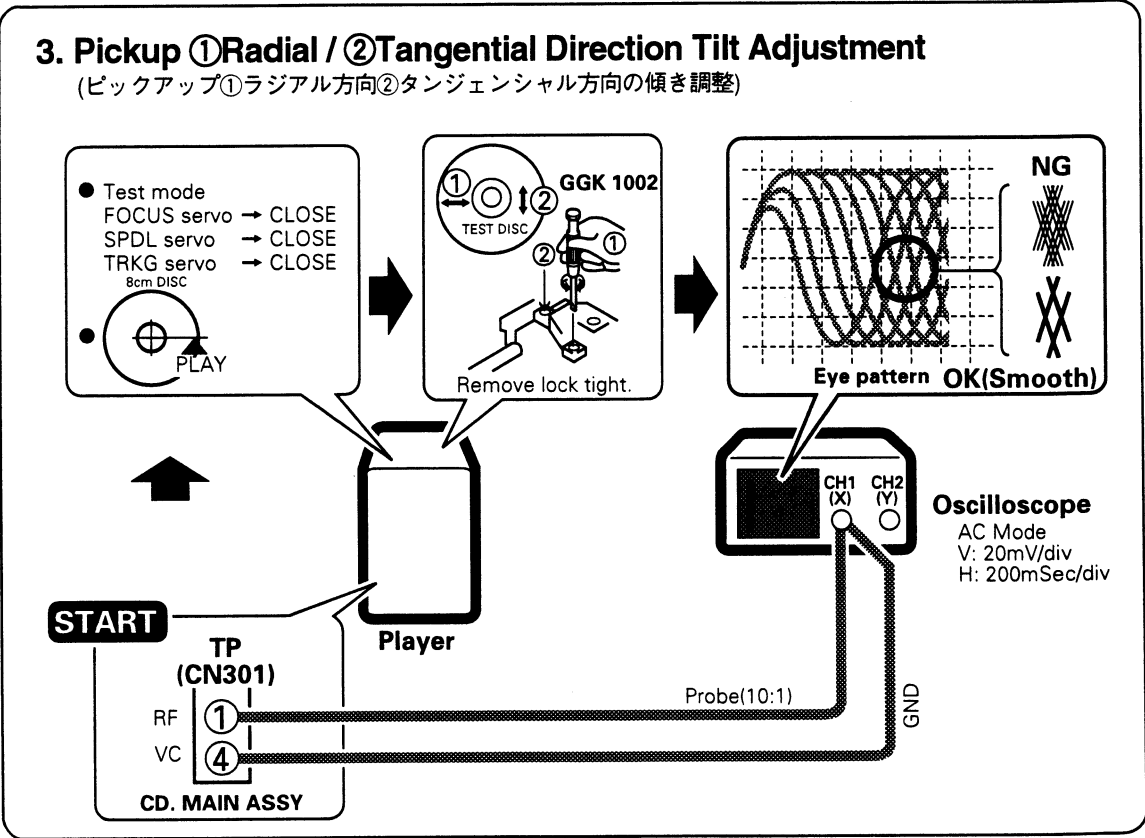 3. Pickup ①Radial / ②Tangential Direction Tilt Adjustment
(ピックアップ①ラジアル方向②タンジェンシャル方向の傾き調整)
● Test mode
FOCUS servo → CLOSE
SPDL servo → CLOSE
TRKG servo → CLOSE
8cm DISC
●
PLAY
①
②
TEST DISC
GGK 1002
②
①
Remove lock tight.
NG
Eye pattern
OK(Smooth)
START
TP
(CN301)
RF
①
VC
④
CD. MAIN ASSY
Player
Probe(10:1)
GND
CH1
(X)
CH2
(Y)
Oscilloscope
AC Mode
V: 20mV/div
H: 200mSec/div